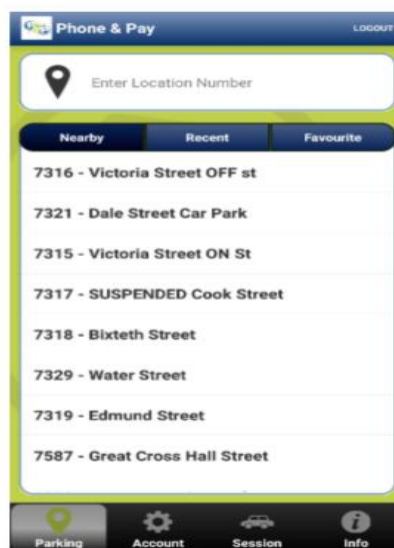 Phone & Pay
LOGOUT
Enter Location Number
Nearby Recent Favourite
7316 - Victoria Street OFF st
7321 - Dale Street Car Park
7315 - Victoria Street ON St
7317 - SUSPENDED Cook Street
7318 - Bixteth Street
7329 - Water Street
7319 - Edmund Street
7587 - Great Cross Hall Street
Parking Account Session Info